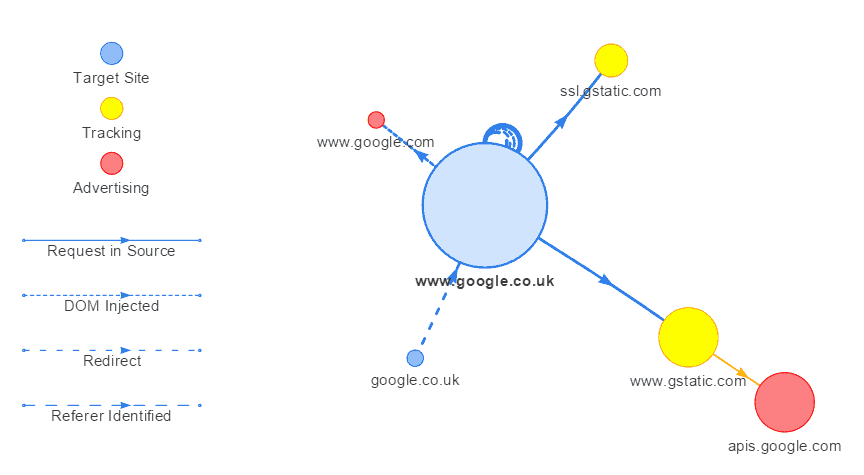 Target Site
Tracking
Advertising
Request in Source
DOM Injected
Redirect
Referer Identified
ssl.gstatic.com
www.google.com
www.google.co.uk
google.co.uk
www.gstatic.com
apis.google.com